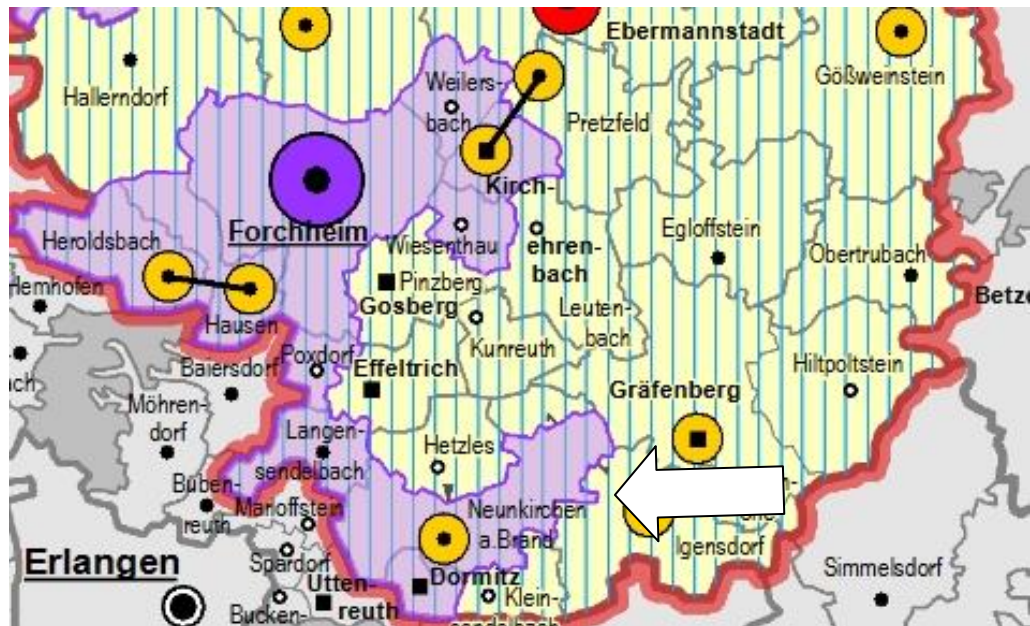 Ebermannstadt
Gößweinstein
Hallerndorf
Weilers-
bach
Pretzfeld
Kirch-
Forchheim
Wiesenthau
ehren-
bach
Egloffstein
Heroldsbach
Obertrubach
Hemhofen
Pinzberg
Gosberg
Leuten-
bach
Hausen
Kunreuth
Poxdorf
Baiersdorf
Effeltrich
Hiltpoltstein
Gräfenberg
Möhren-
dorf
Langen-
sendelbach
Hetzles
Buben-
reuth
Marloffstein
Neunkirchen
a.Brand
Igensdorf
Erlangen
Spardorf
Dormitz
Simmelsdorf
Utten-
reuth
Bucken-
Klein-
sendelbach